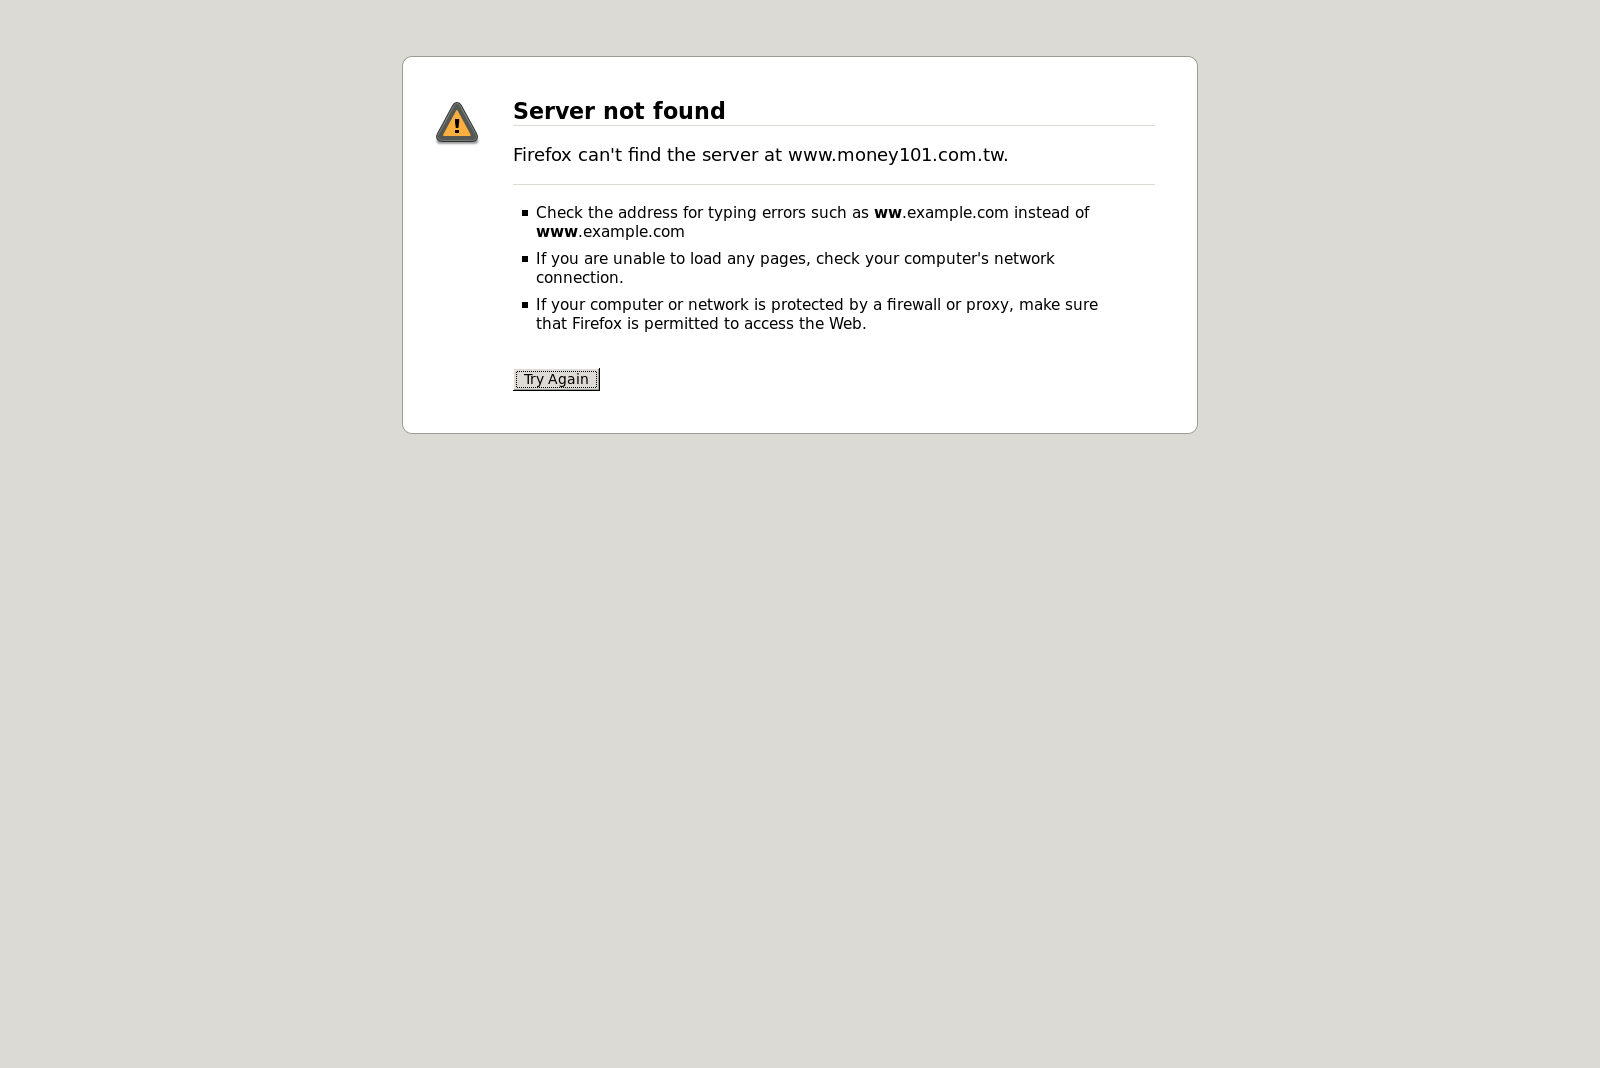 Server not found
Firefox can't find the server at www.money101.com.tw.
Check the address for typing errors such as ww.example.com instead of
www.example.com
If you are unable to load any pages, check your computer's network
connection.
If your computer or network is protected by a firewall or proxy, make sure
that Firefox is permitted to access the Web.
Try Again